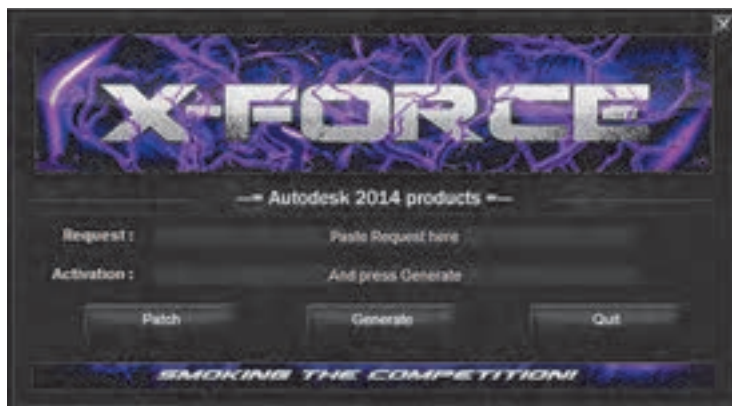 X-FORCE
Autodesk 2014 products
Request : Paste Request here
Activation : And press Generate
Patch Generate Quit
SMOKING THE COMPETITION!